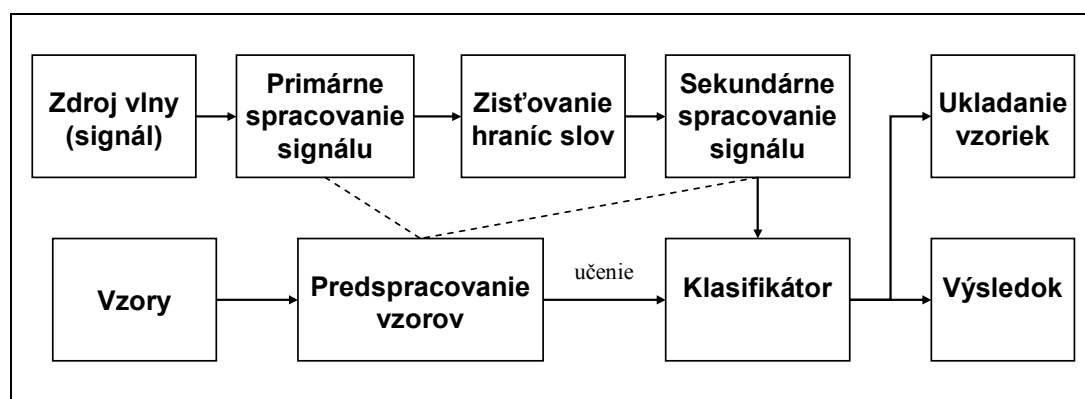 Zdroj vlny
(signál)
Primárne
spracovanie
signálu
Zisťovanie
hraníc slov
Sekundárne
spracovanie
signálu
Ukladanie
vzoriek
Vzory
Predspracovanie
vzorov
učenie
Klasifikátor
Výsledok